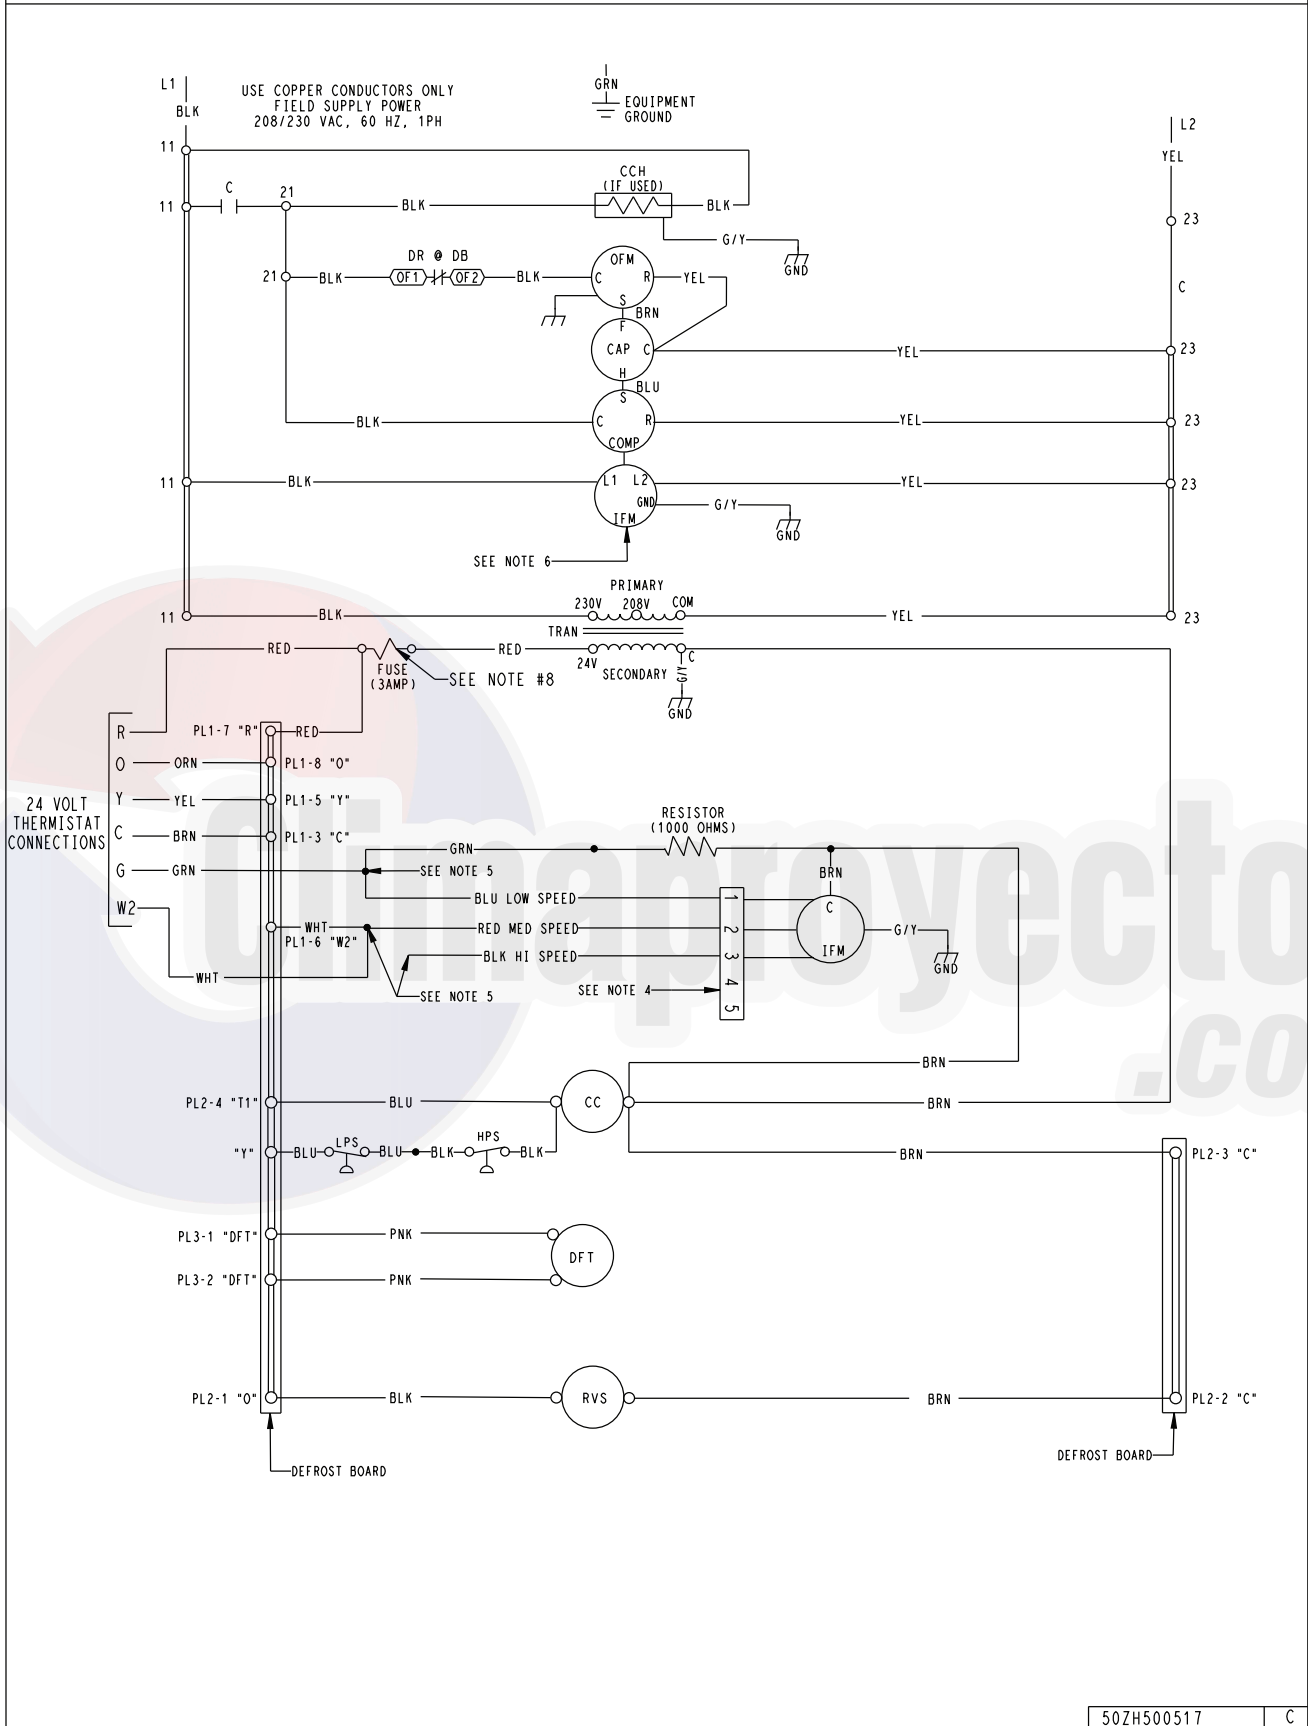 L1
BLK
USE COPPER CONDUCTORS ONLY
FIELD SUPPLY POWER
208/230 VAC, 60 HZ, 1PH
GRN
EQUIPMENT
GROUND
L2
YEL
11
CCH
(IF USED)
11
C
21
BLK
BLK
23
G/Y
GND
DR @ DB
21
BLK
OF1
OF2
BLK
OFM
C
R
S
YEL
C
BRN
F
CAP
C
H
YEL
23
BLU
S
BLK
C
R
COMP
YEL
23
11
BLK
L1
L2
GND
IFM
YEL
23
G/Y
GND
SEE NOTE 6
PRIMARY
230V
208V
COM
11
BLK
YEL
23
TRAN
RED
FUSE
(3AMP)
RED
24V
SECONDARY
C
G/Y
GND
SEE NOTE #8
24 VOLT
THERMISTAT
CONNECTIONS
R
PL1-7 "R"
RED
O
ORN
PL1-8 "O"
Y
YEL
PL1-5 "Y"
C
BRN
PL1-3 "C"
G
GRN
W2
WHT
PL1-6 "W2"
WHT
GRN
RESISTOR
(1000 OHMS)
SEE NOTE 5
BRN
BLU LOW SPEED
1
RED MED SPEED
2
BLK HI SPEED
3
SEE NOTE 4
4
5
SEE NOTE 5
C
IFM
G/Y
GND
Climaproyecto
.co
BRN
PL2-4 "T1"
BLU
CC
BRN
"Y"
BLU
LPS
BLU
BLK
HPS
BLK
BRN
PL2-3 "C"
PL3-1 "DFT"
PNK
DFT
PL3-2 "DFT"
PNK
PL2-1 "O"
BLK
RVS
BRN
PL2-2 "C"
DEFROST BOARD
DEFROST BOARD
50ZH500517
C